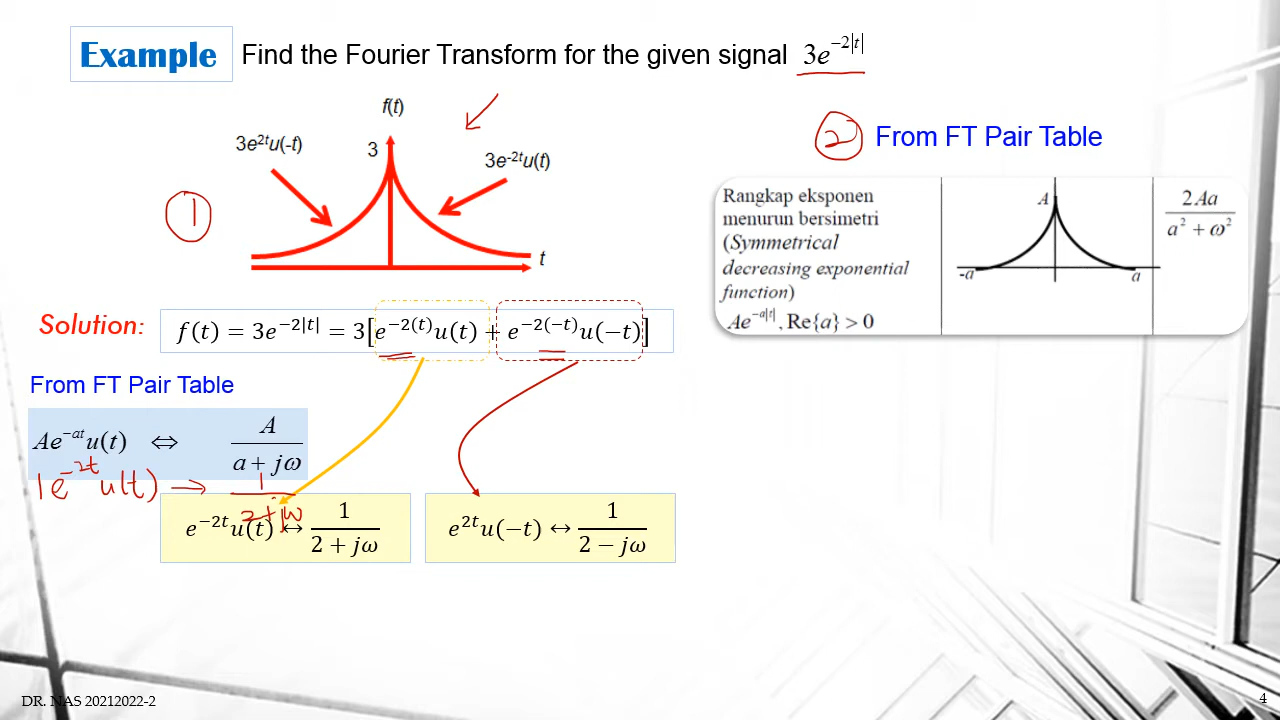 Example Find the Fourier Transform for the given signal 3e^{-2|t|}
f(t)
3e^{2t}u(-t)
3
3e^{-2t}u(t)
t
1
2 From FT Pair Table
Rangkap eksponen
menurun bersimetri
(Symmetrical
decreasing exponential
function)
Ae^{-a|t|}, Re{a} > 0
A
-a
a
2Aa
a² + ω²
Solution: f(t) = 3e^{-2|t|} = 3[e^{-2(t)}u(t) + e^{-2(-t)}u(-t)]
From FT Pair Table
Ae^{-at}u(t) ⇔ A
a + jω
1e^{-2t} u(t) → 1
2+jω
e^{-2t}u(t) ↔ 1
2 + jω
e^{2t}u(-t) ↔ 1
2 - jω
DR. NAS 20212022-2
4